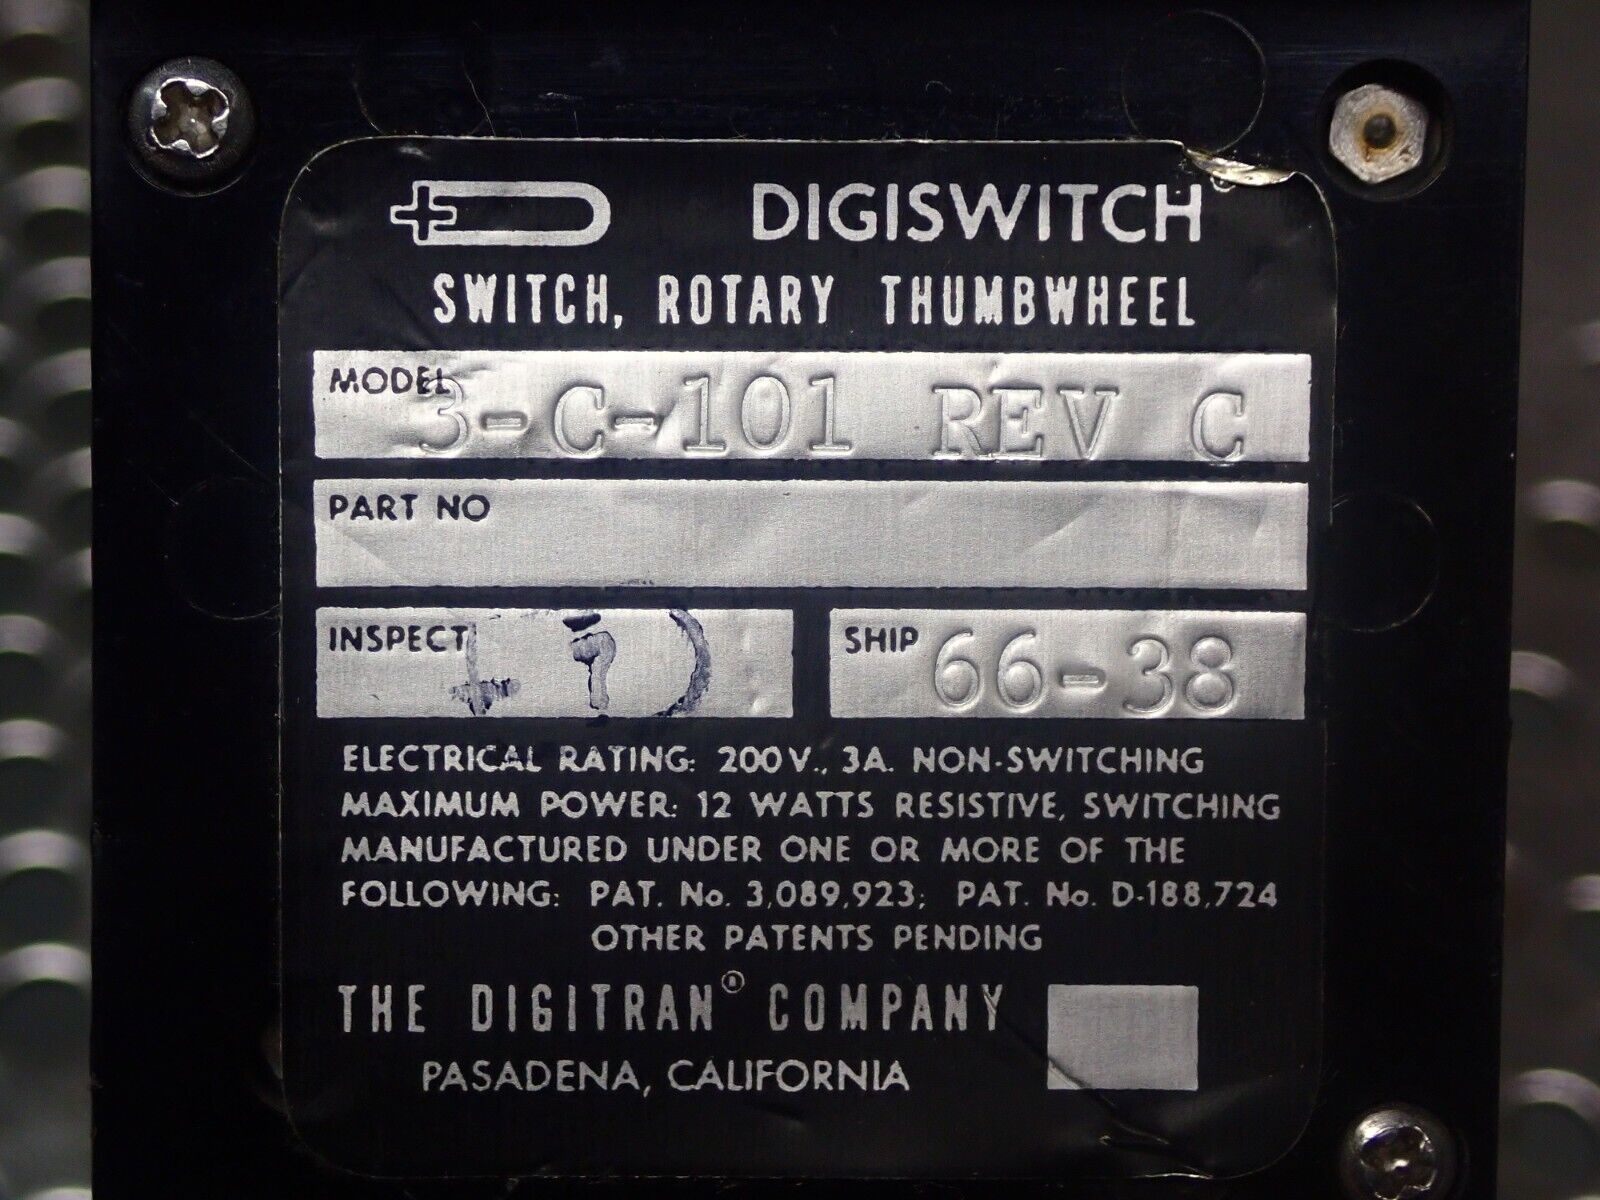 DIGISWITCH®
SWITCH, ROTARY THUMBWHEEL
MODEL 3-C-101 REV C
PART NO
INSPECT
SHIP 66-38
ELECTRICAL RATING: 200V., 3A. NON-SWITCHING
MAXIMUM POWER: 12 WATTS RESISTIVE, SWITCHING
MANUFACTURED UNDER ONE OR MORE OF THE
FOLLOWING: PAT. No. 3,089,923; PAT. No. D-188,724
OTHER PATENTS PENDING
THE DIGITRAN® COMPANY
PASADENA, CALIFORNIA